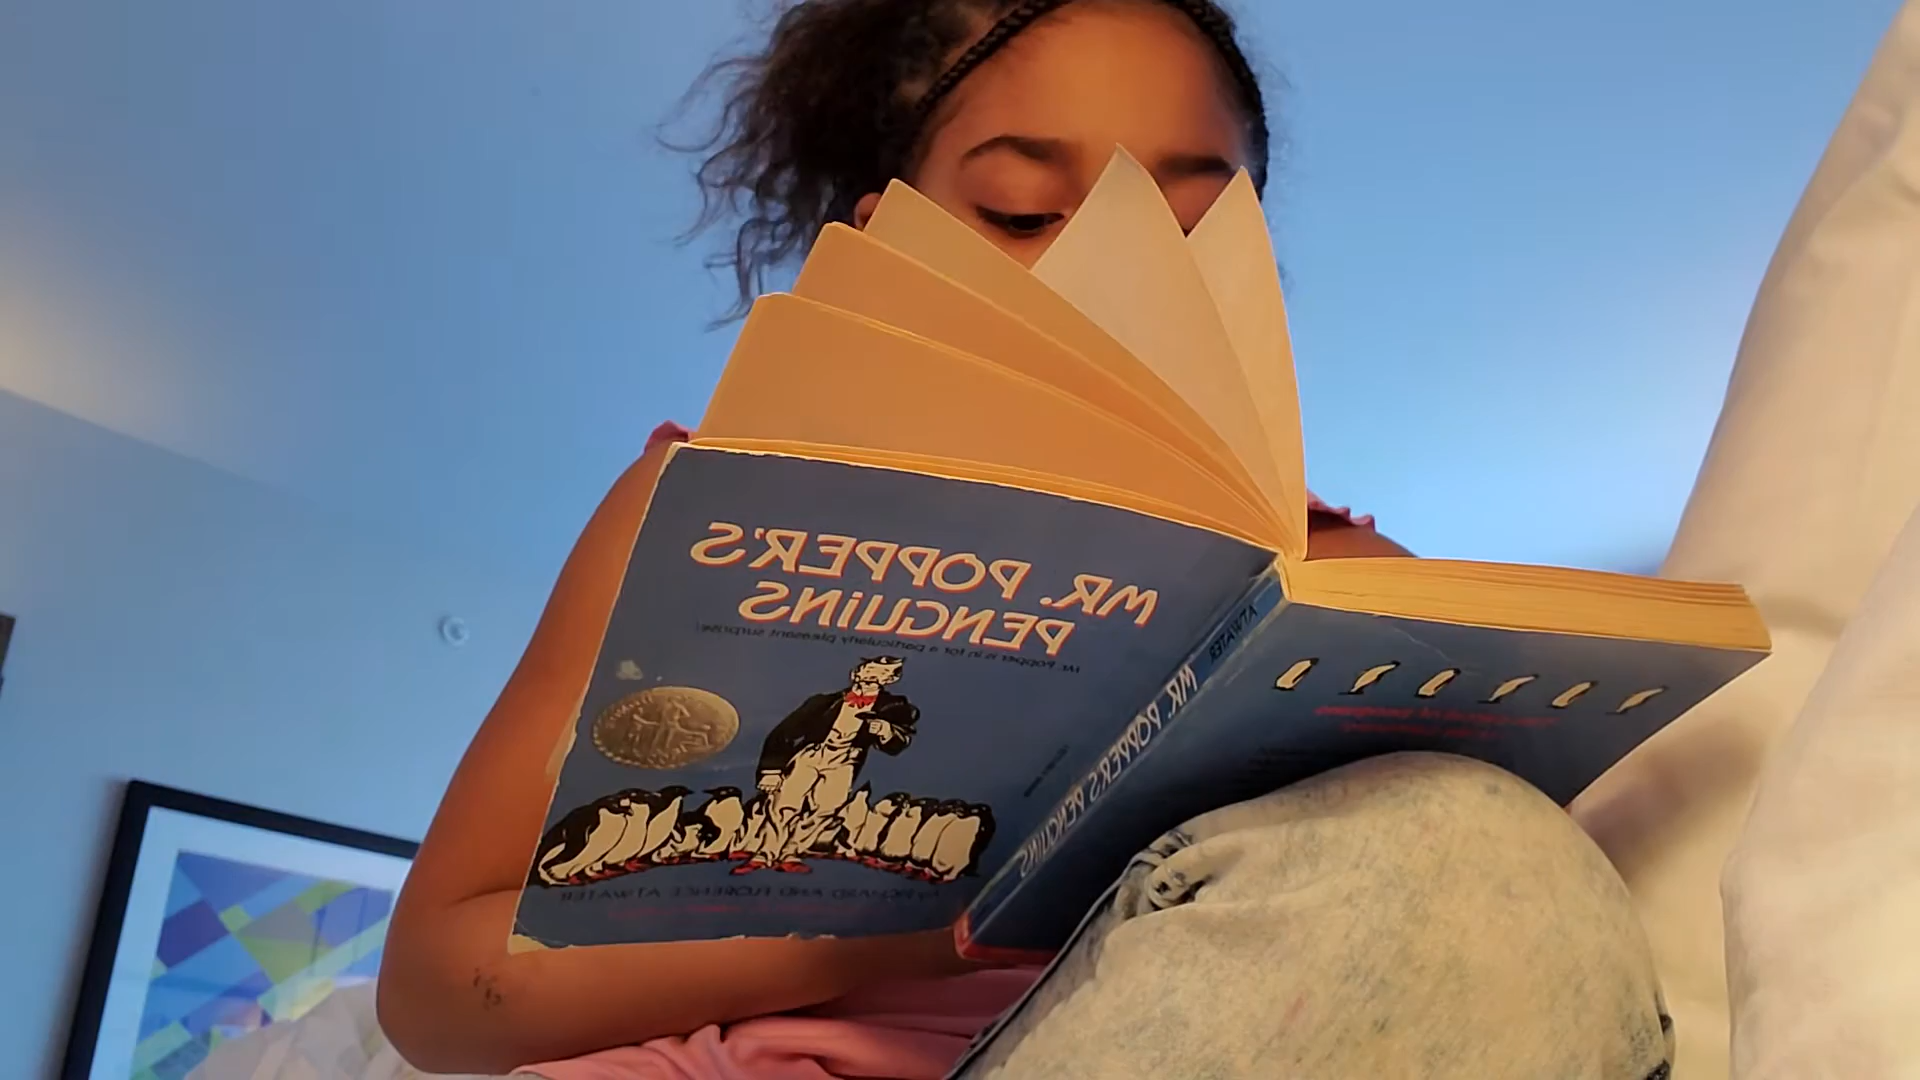 MR. POPPER'S
PENGUINS
Mr. Popper is in for a particularly pleasant surprise!
by RICHARD AND FLORENCE ATWATER
ATWATER
MR. POPPER'S PENGUINS